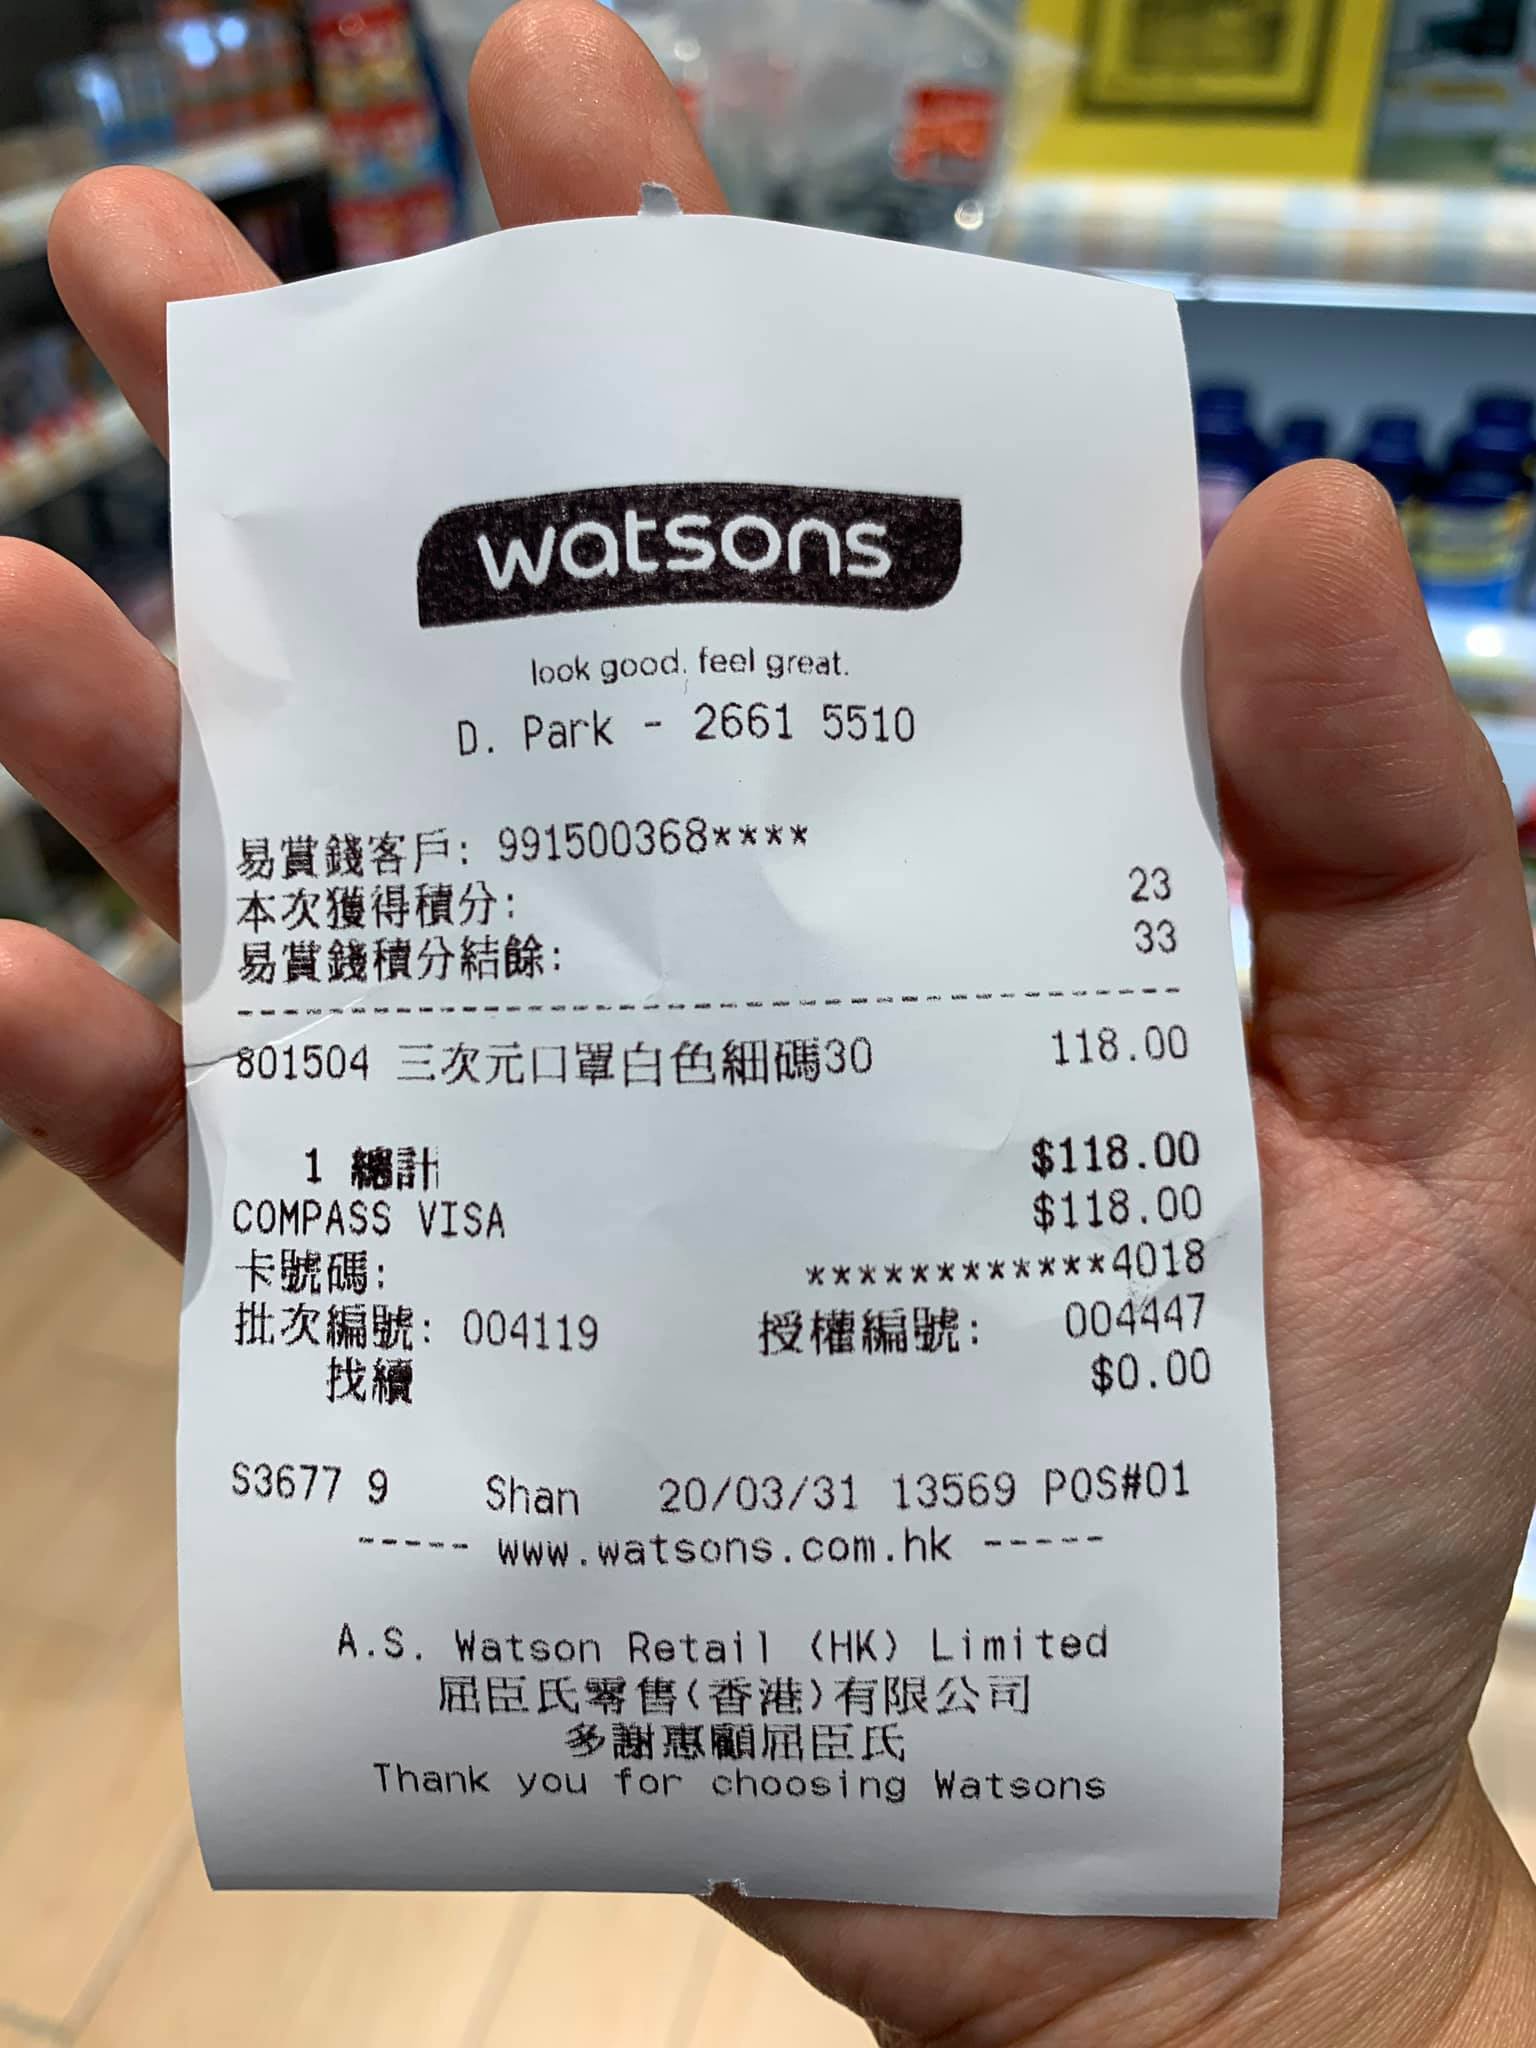 watsons
look good. feel great.
D. Park - 2661 5510
易賞錢客戶: 991500368****
本次獲得積分: 23
易賞錢積分結餘: 33
801504 三次元口罩白色細碼30 118.00
1 總計 $118.00
COMPASS VISA $118.00
卡號碼: ************4018
批次編號: 004119 授權編號: 004447
找續 $0.00
S3677 9 Shan 20/03/31 13569 POS#01
----- www.watsons.com.hk -----
A.S. Watson Retail (HK) Limited
屈臣氏零售(香港)有限公司
多謝惠顧屈臣氏
Thank you for choosing Watsons